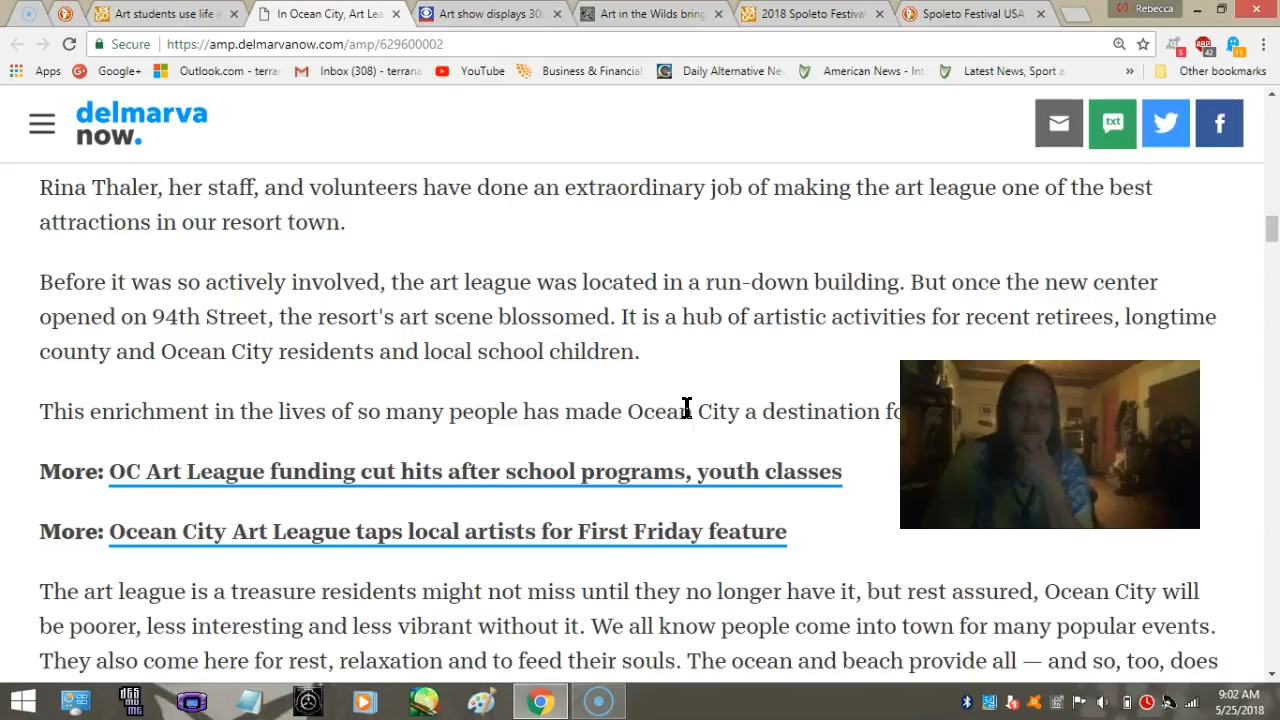 Art students use life e
In Ocean City, Art Lea
Art show displays 30
Art in the Wilds bring
2018 Spoleto Festival
Spoleto Festival USA
Rebecca
Secure
https://amp.delmarvanow.com/amp/629600002
Apps
Google+
Outlook.com - terra
Inbox (308) - terran
YouTube
Business & Financial
Daily Alternative Ne
American News - In
Latest News, Sport a
»
Other bookmarks
delmarva
now.
txt
Rina Thaler, her staff, and volunteers have done an extraordinary job of making the art league one of the best
attractions in our resort town.
Before it was so actively involved, the art league was located in a run-down building. But once the new center
opened on 94th Street, the resort's art scene blossomed. It is a hub of artistic activities for recent retirees, longtime
county and Ocean City residents and local school children.
This enrichment in the lives of so many people has made Ocean City a destination fo
More: OC Art League funding cut hits after school programs, youth classes
More: Ocean City Art League taps local artists for First Friday feature
The art league is a treasure residents might not miss until they no longer have it, but rest assured, Ocean City will
be poorer, less interesting and less vibrant without it. We all know people come into town for many popular events.
They also come here for rest, relaxation and to feed their souls. The ocean and beach provide all — and so, too, does
9:02 AM
5/25/2018